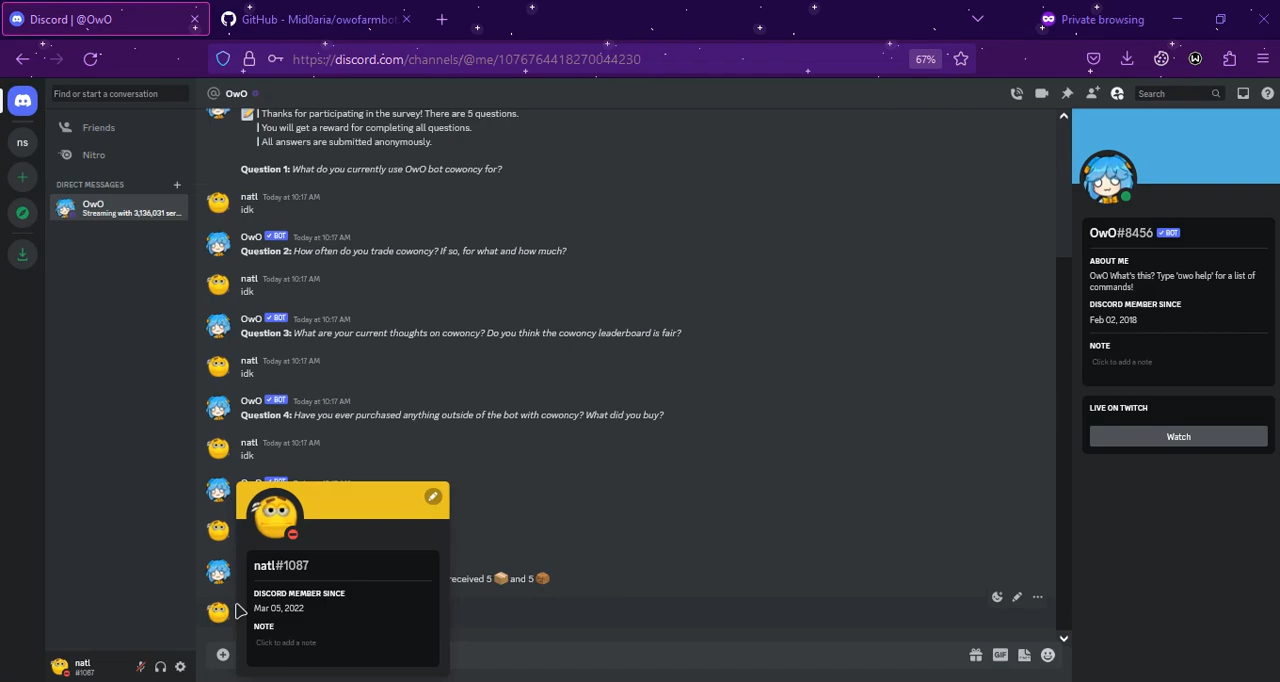 Discord | @OwO
GitHub - Mid0aria/owofarmbot
Private browsing
https://discord.com/channels/@me/1076764418270044230
67%
Find or start a conversation
OwO
Search
Friends
Nitro
DIRECT MESSAGES
OwO
Streaming with 3,136,031 ser...
ns
| Thanks for participating in the survey! There are 5 questions.
| You will get a reward for completing all questions.
| All answers are submitted anonymously.
Question 1: What do you currently use OwO bot cowoncy for?
natl Today at 10:17 AM
idk
OwO BOT Today at 10:17 AM
Question 2: How often do you trade cowoncy? If so, for what and how much?
natl Today at 10:17 AM
idk
OwO BOT Today at 10:17 AM
Question 3: What are your current thoughts on cowoncy? Do you think the cowoncy leaderboard is fair?
natl Today at 10:17 AM
idk
OwO BOT Today at 10:17 AM
Question 4: Have you ever purchased anything outside of the bot with cowoncy? What did you buy?
natl Today at 10:17 AM
idk
received 5 and 5
natl#1087
DISCORD MEMBER SINCE
Mar 05, 2022
NOTE
Click to add a note
natl
#1087
GIF
OwO#8456 BOT
ABOUT ME
OwO What's this? Type 'owo help' for a list of
commands!
DISCORD MEMBER SINCE
Feb 02, 2018
NOTE
Click to add a note
LIVE ON TWITCH
Watch